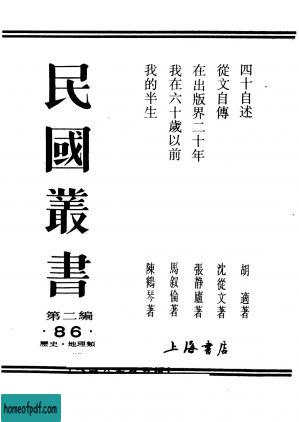 四十自述 胡適著
從文自傳 沈從文著
在出版界二十年 張靜廬著
我在六十歲以前 馬叙倫著
我的半生 陳鶴琴著
民國叢書
第二編
·86·
歷史·地理類
上海書店
homeofpdf.com